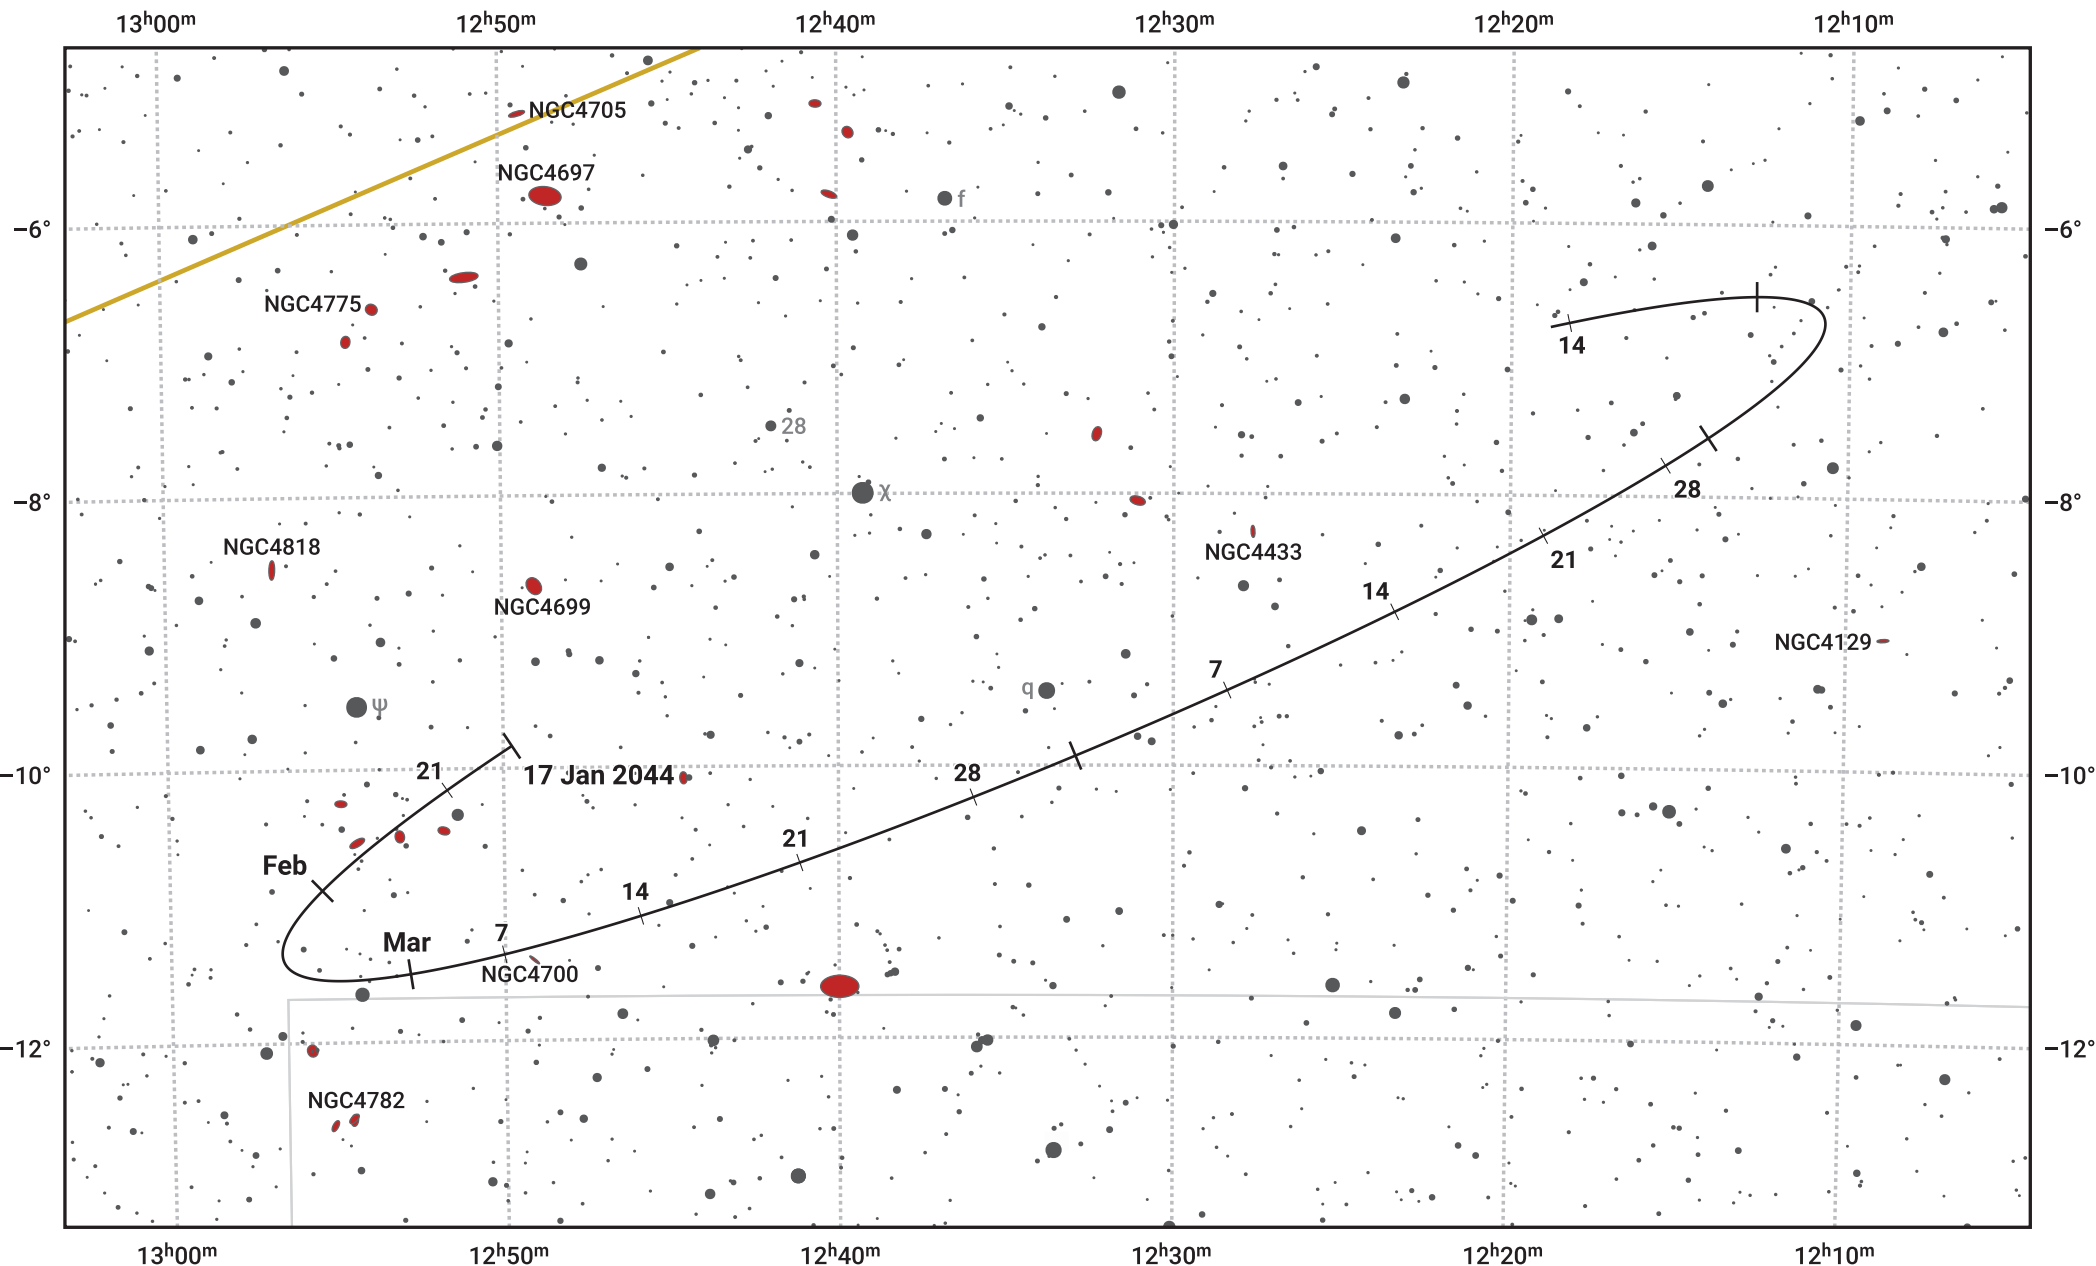 13ʰ00ᵐ 12ʰ50ᵐ 12ʰ40ᵐ 12ʰ30ᵐ 12ʰ20ᵐ 12ʰ10ᵐ
NGC4705
NGC4697
f
−6° −6°
NGC4775
14
28
χ
28
−8° −8°
NGC4818
NGC4433
21
14
NGC4699
NGC4129
7
q
ψ
21
17 Jan 2044
28
−10° −10°
21
Feb
14
7
Mar
NGC4700
−12° −12°
NGC4782
13ʰ00ᵐ 12ʰ50ᵐ 12ʰ40ᵐ 12ʰ30ᵐ 12ʰ20ᵐ 12ʰ10ᵐ